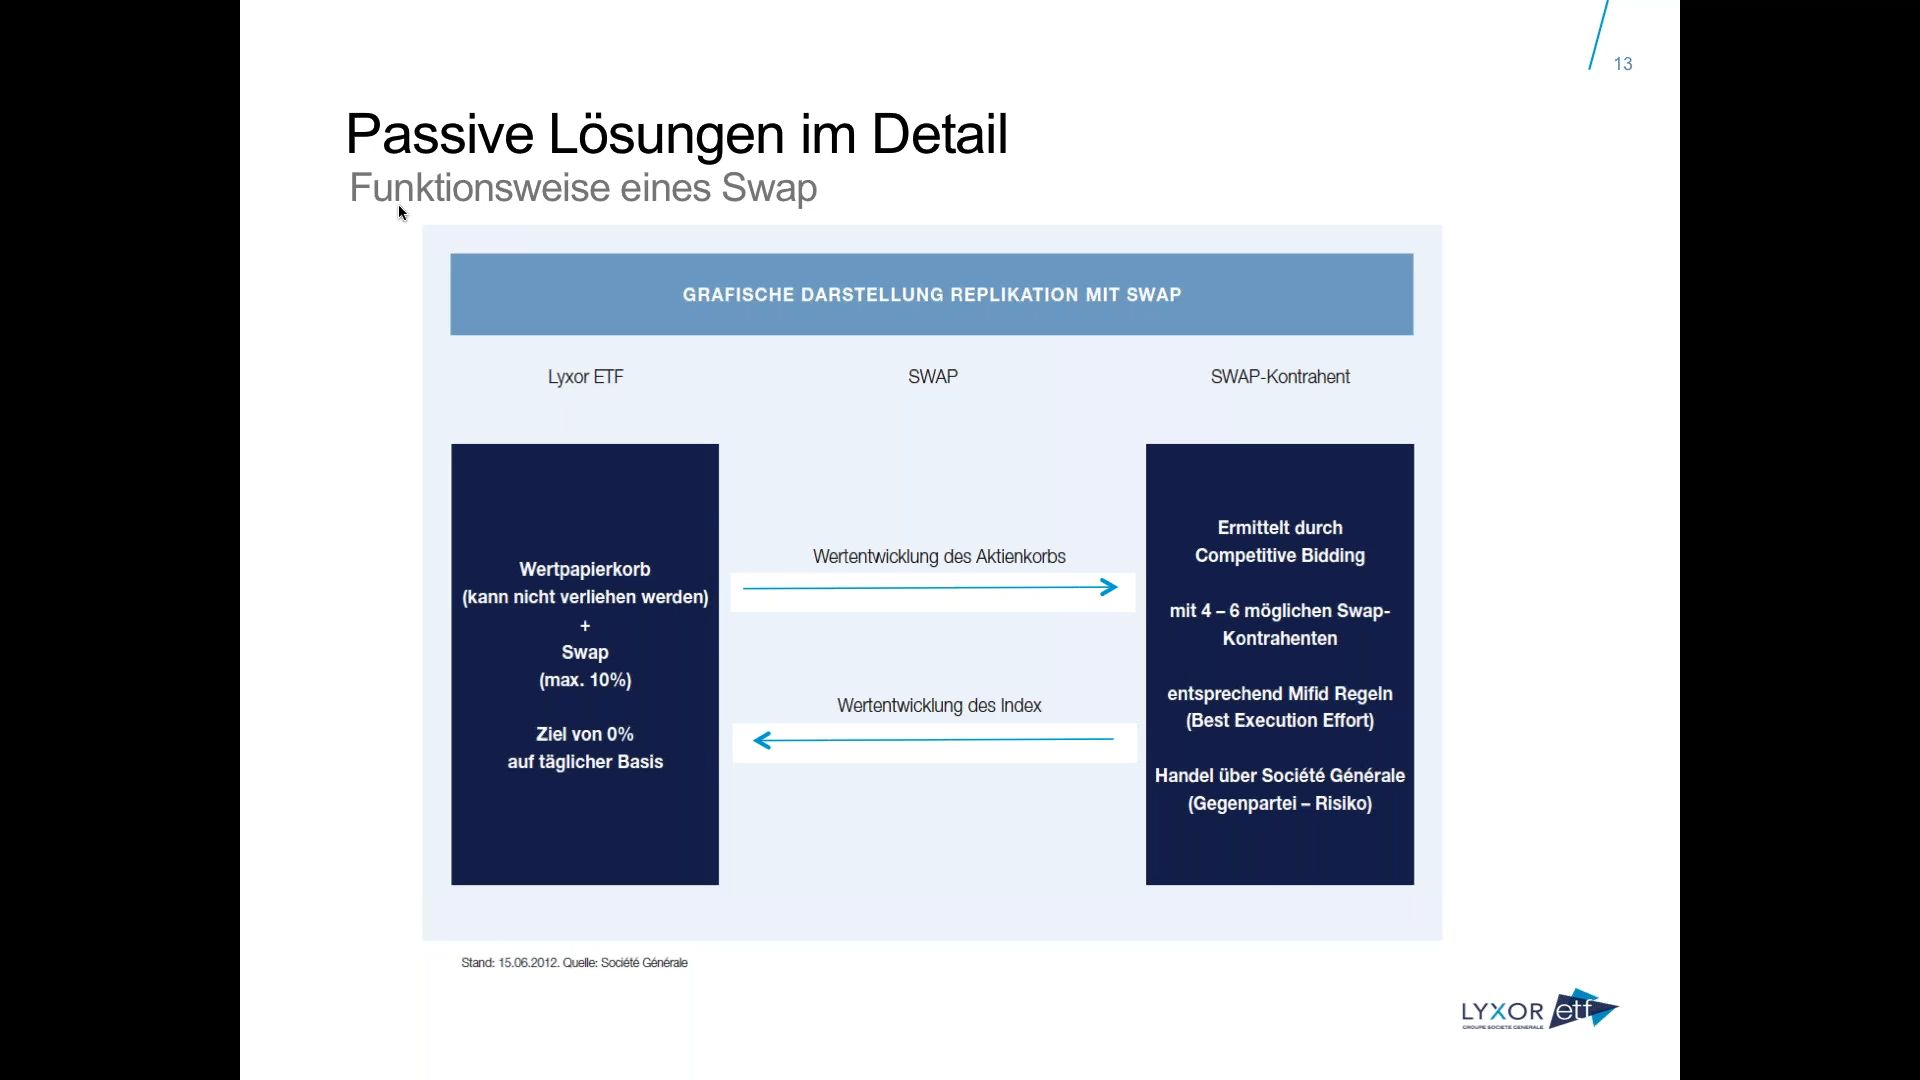 13
Passive Lösungen im Detail
Funktionsweise eines Swap
GRAFISCHE DARSTELLUNG REPLIKATION MIT SWAP
Lyxor ETF
SWAP
SWAP-Kontrahent
Wertpapierkorb
(kann nicht verliehen werden)
+
Swap
(max. 10%)
Ziel von 0%
auf täglicher Basis
Wertentwicklung des Aktienkorbs
Wertentwicklung des Index
Ermittelt durch
Competitive Bidding
mit 4 – 6 möglichen Swap-
Kontrahenten
entsprechend Mifid Regeln
(Best Execution Effort)
Handel über Société Générale
(Gegenpartei – Risiko)
Stand: 15.06.2012. Quelle: Société Générale
LYXOR etf
GROUPE SOCIETE GENERALE